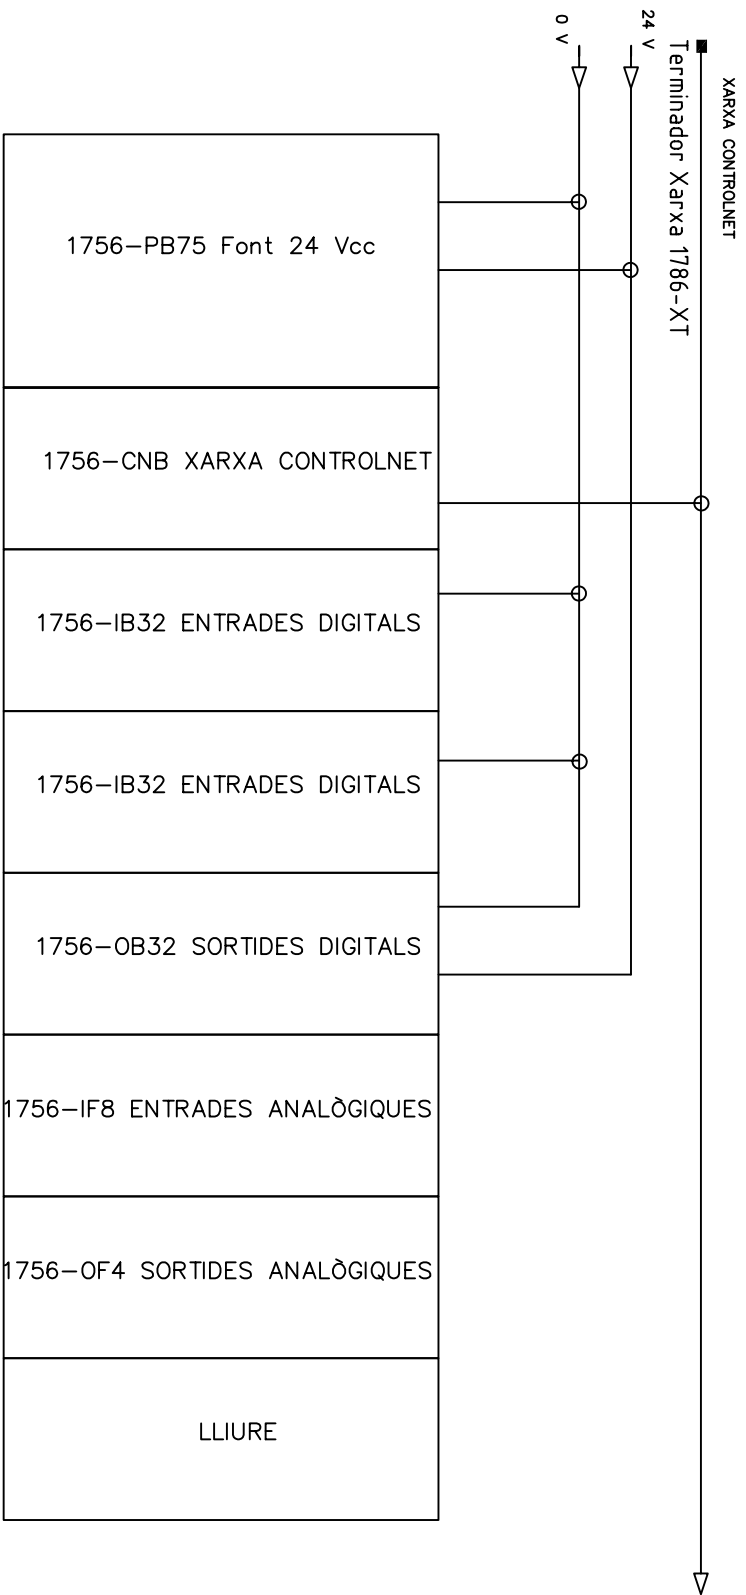 0 V
24 V
Terminador Xarxa 1786-XT
XARXA CONTROLNET
1756-PB75 Font 24 Vcc
1756-CNB XARXA CONTROLNET
1756-IB32 ENTRADES DIGITALS
1756-IB32 ENTRADES DIGITALS
1756-OB32 SORTIDES DIGITALS
1756-IF8 ENTRADES ANALÒGIQUES
1756-OF4 SORTIDES ANALÒGIQUES
LLIURE